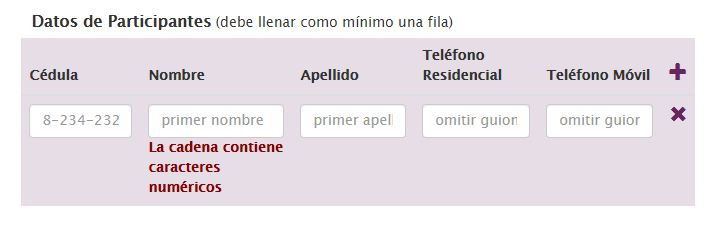 Datos de Participantes (debe llenar como mínimo una fila)
Cédula Nombre Apellido Teléfono Residencial Teléfono Móvil
8-234-232 primer nombre primer apel omitir guion omitir guior
La cadena contiene
caracteres
numéricos